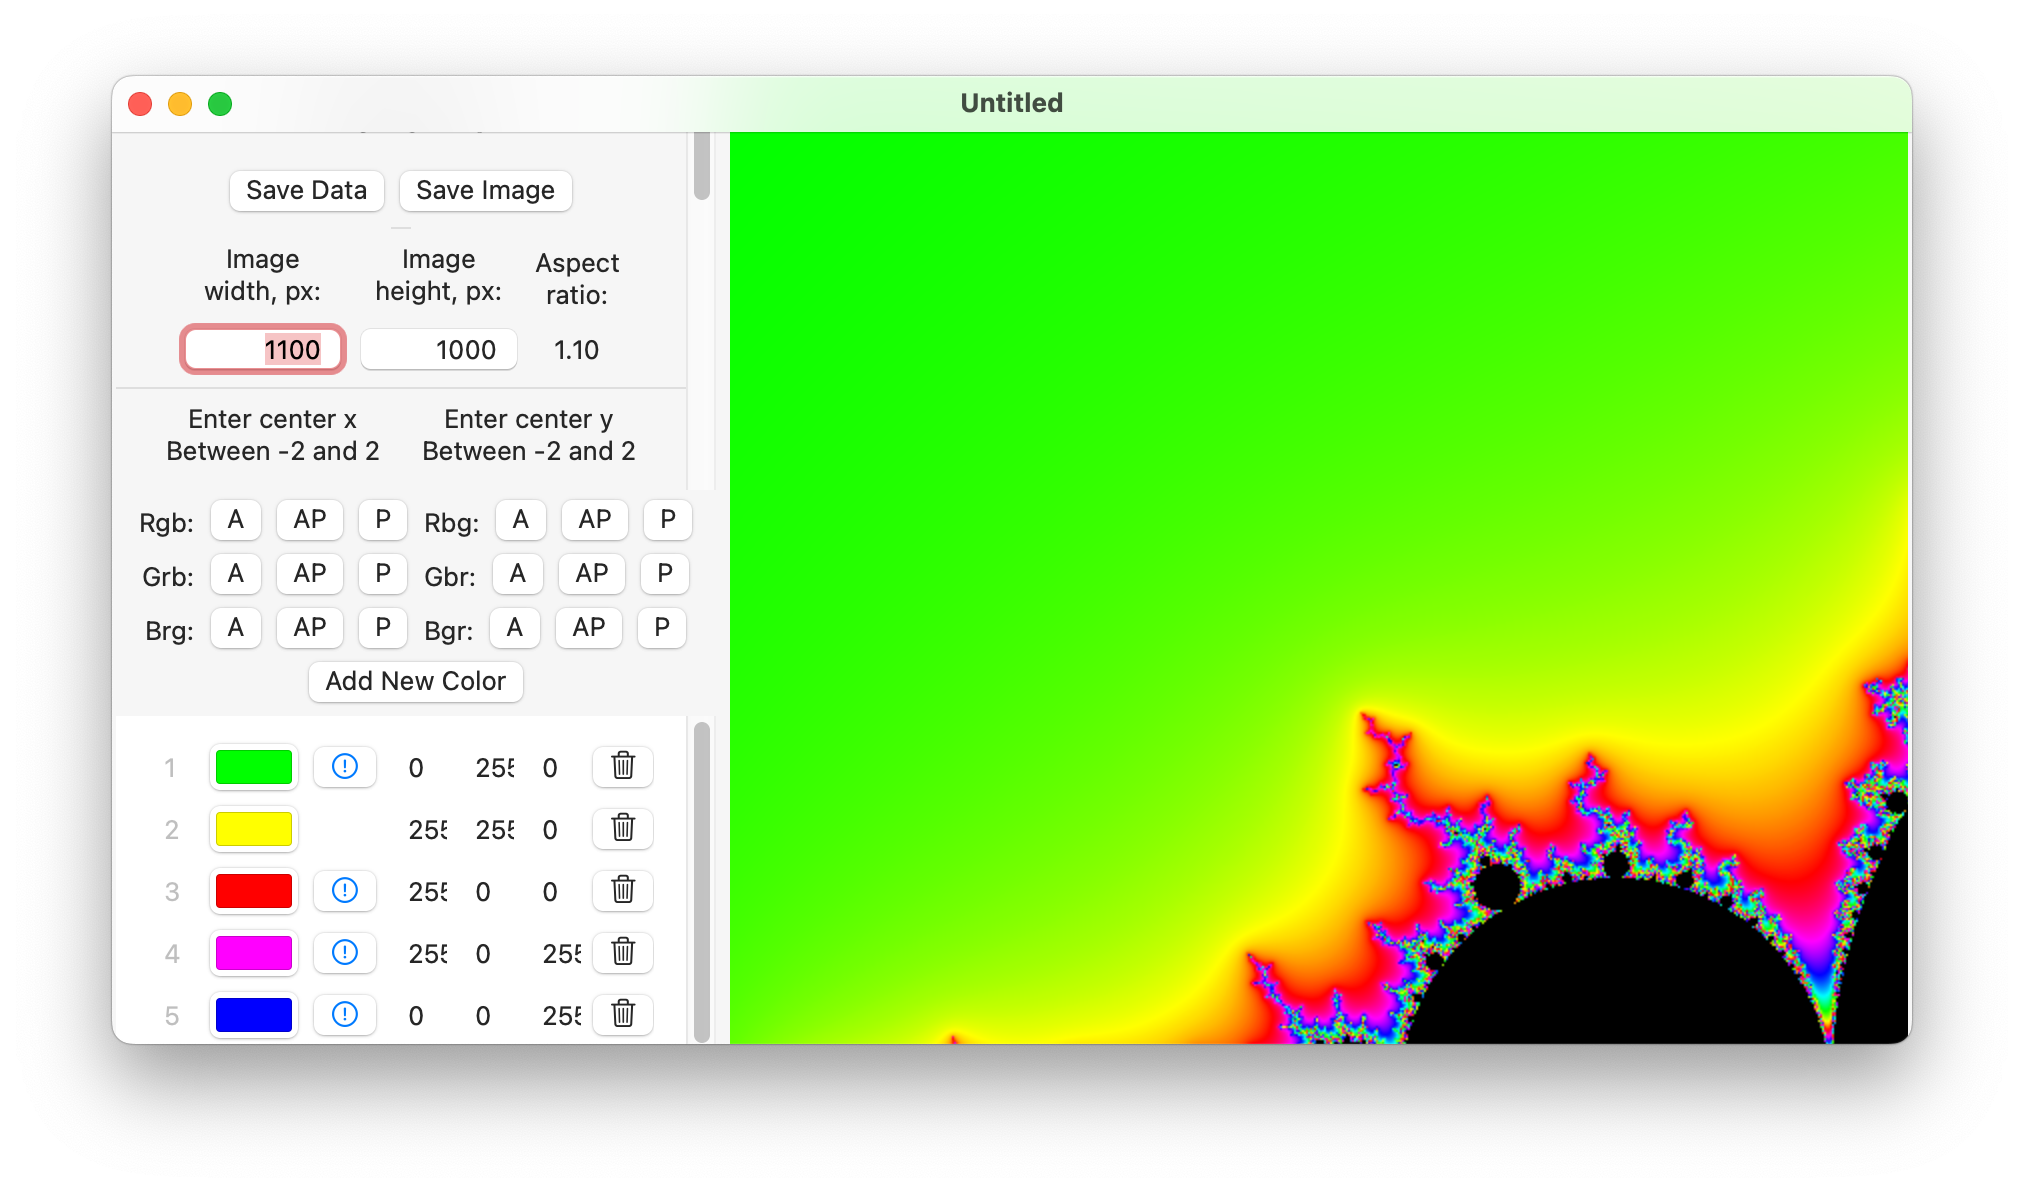 Untitled
Save Data Save Image
Image Image Aspect
width, px: height, px: ratio:
1100 1000 1.10
Enter center x Enter center y
Between -2 and 2 Between -2 and 2
Rgb: A AP P Rbg: A AP P
Grb: A AP P Gbr: A AP P
Brg: A AP P Bgr: A AP P
Add New Color
1 0 255 0
2 255 255 0
3 255 0 0
4 255 0 255
5 0 0 255